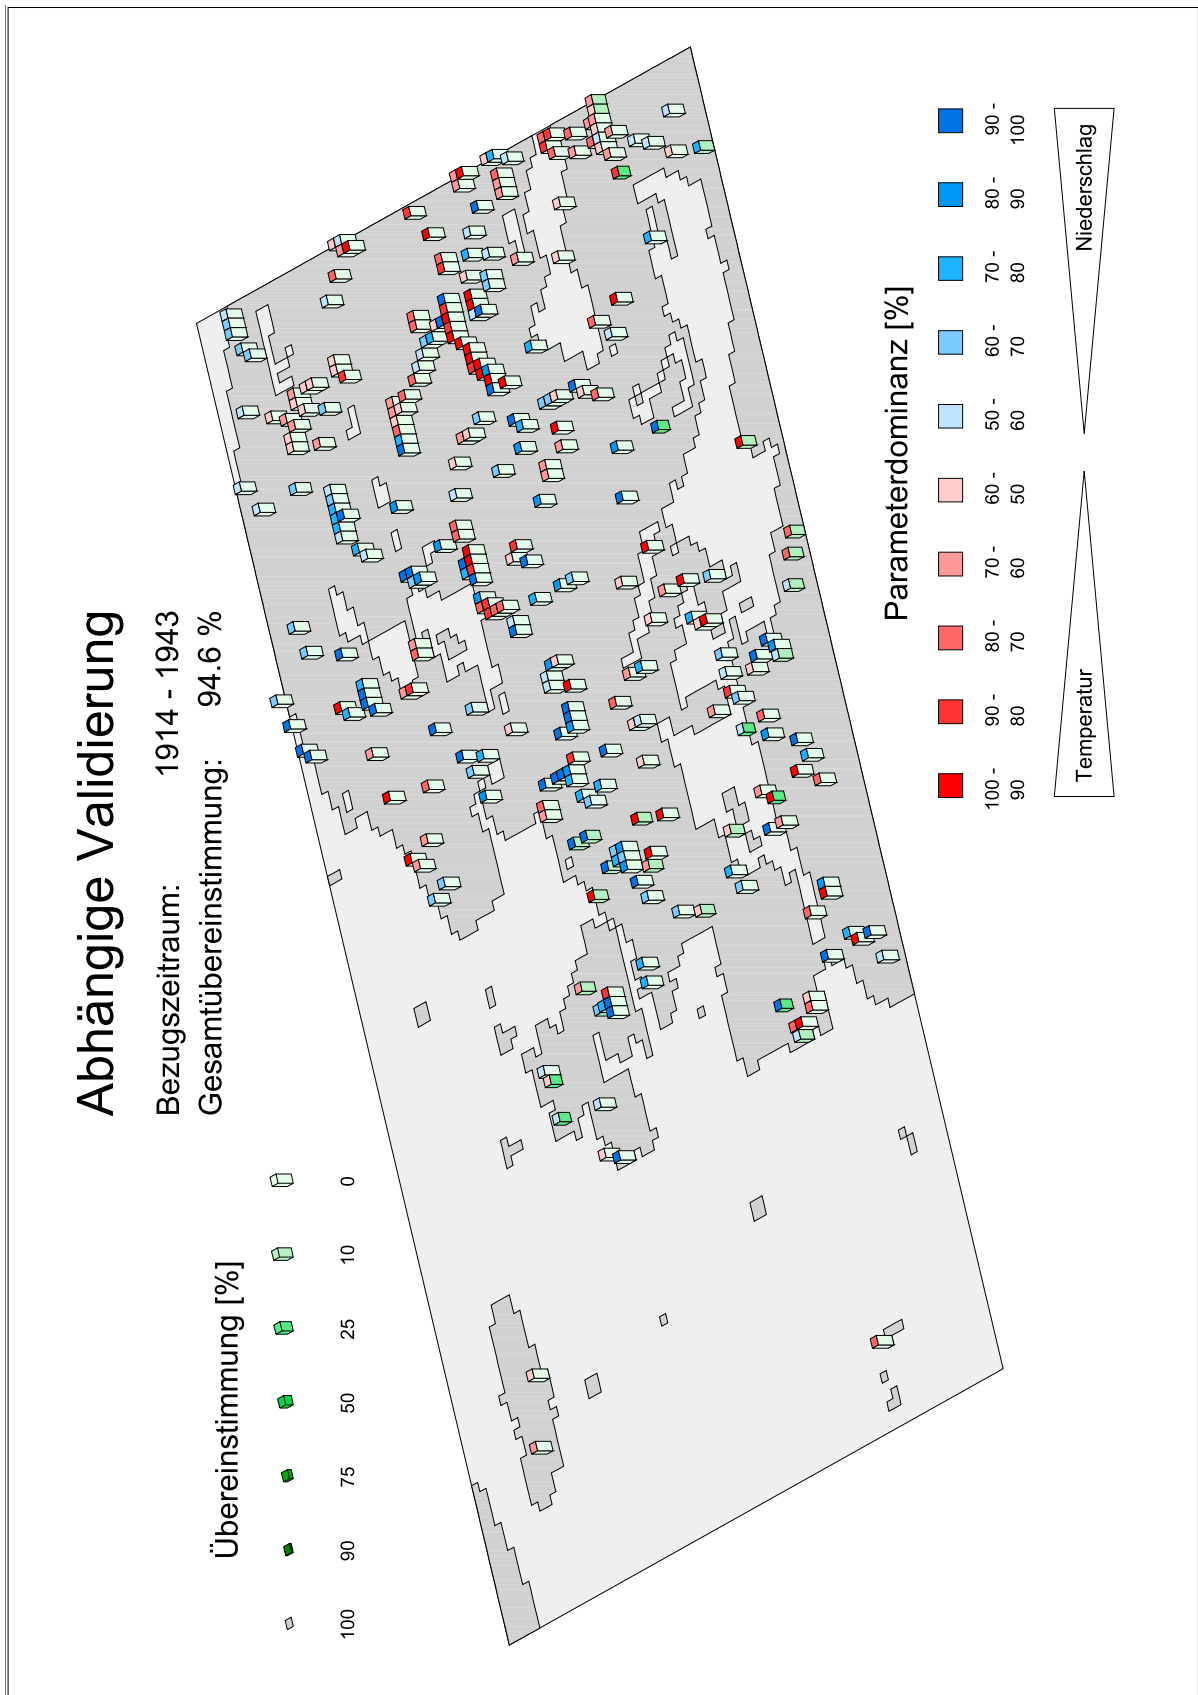 Abhängige Validierung
Bezugszeitraum: 1914 - 1943
Gesamtübereinstimmung: 94.6 %
Übereinstimmung [%]
100 90 75 50 25 10 0
Parameterdominanz [%]
100 - 90 - 80 - 70 - 60 - 50 - 60 - 70 - 80 - 90 -
90 80 70 60 50 60 70 80 90 100
Temperatur Niederschlag